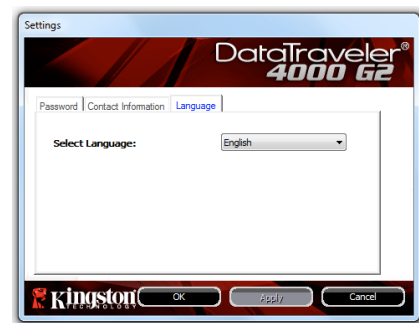 Settings
DataTraveler®
4000 G2
Password Contact Information Language
Select Language: English
Kingston
TECHNOLOGY
OK Apply Cancel